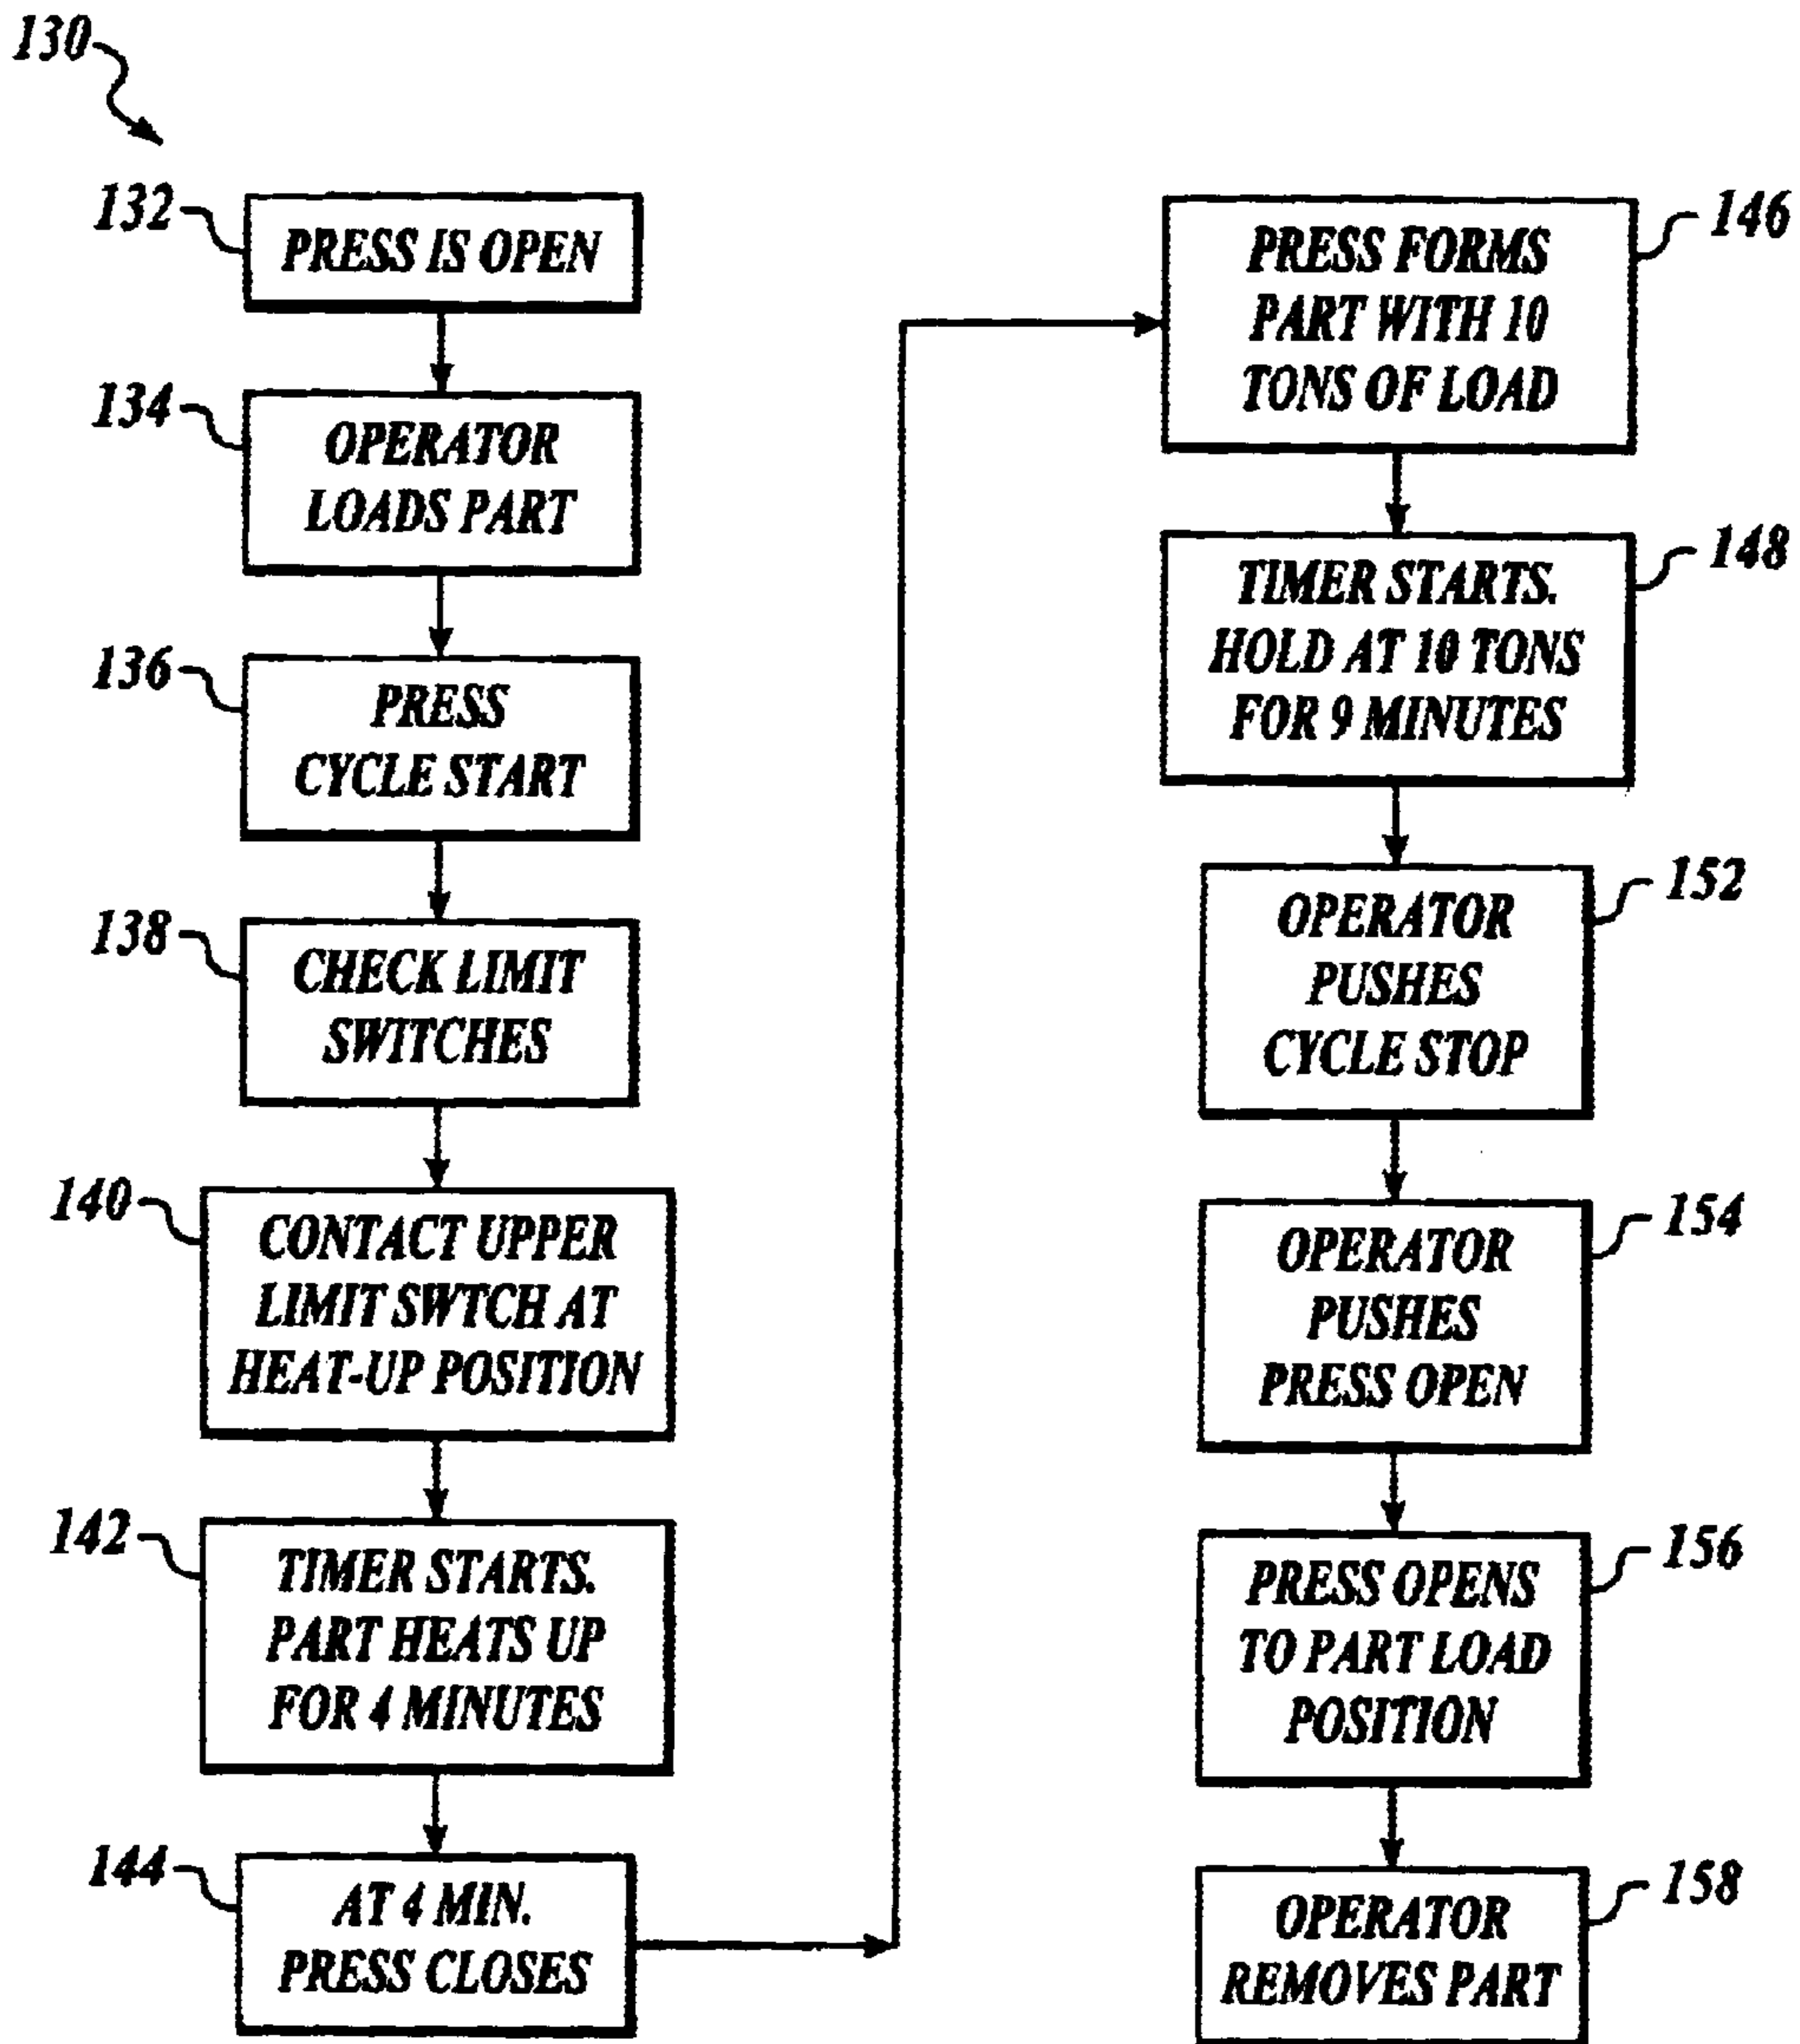 130
132
PRESS IS OPEN
134
OPERATOR
LOADS PART
136
PRESS
CYCLE START
138
CHECK LIMIT
SWITCHES
140
CONTACT UPPER
LIMIT SWTCH AT
HEAT-UP POSITION
142
TIMER STARTS.
PART HEATS UP
FOR 4 MINUTES
144
AT 4 MIN.
PRESS CLOSES
146
PRESS FORMS
PART WITH 10
TONS OF LOAD
148
TIMER STARTS.
HOLD AT 10 TONS
FOR 9 MINUTES
152
OPERATOR
PUSHES
CYCLE STOP
154
OPERATOR
PUSHES
PRESS OPEN
156
PRESS OPENS
TO PART LOAD
POSITION
158
OPERATOR
REMOVES PART